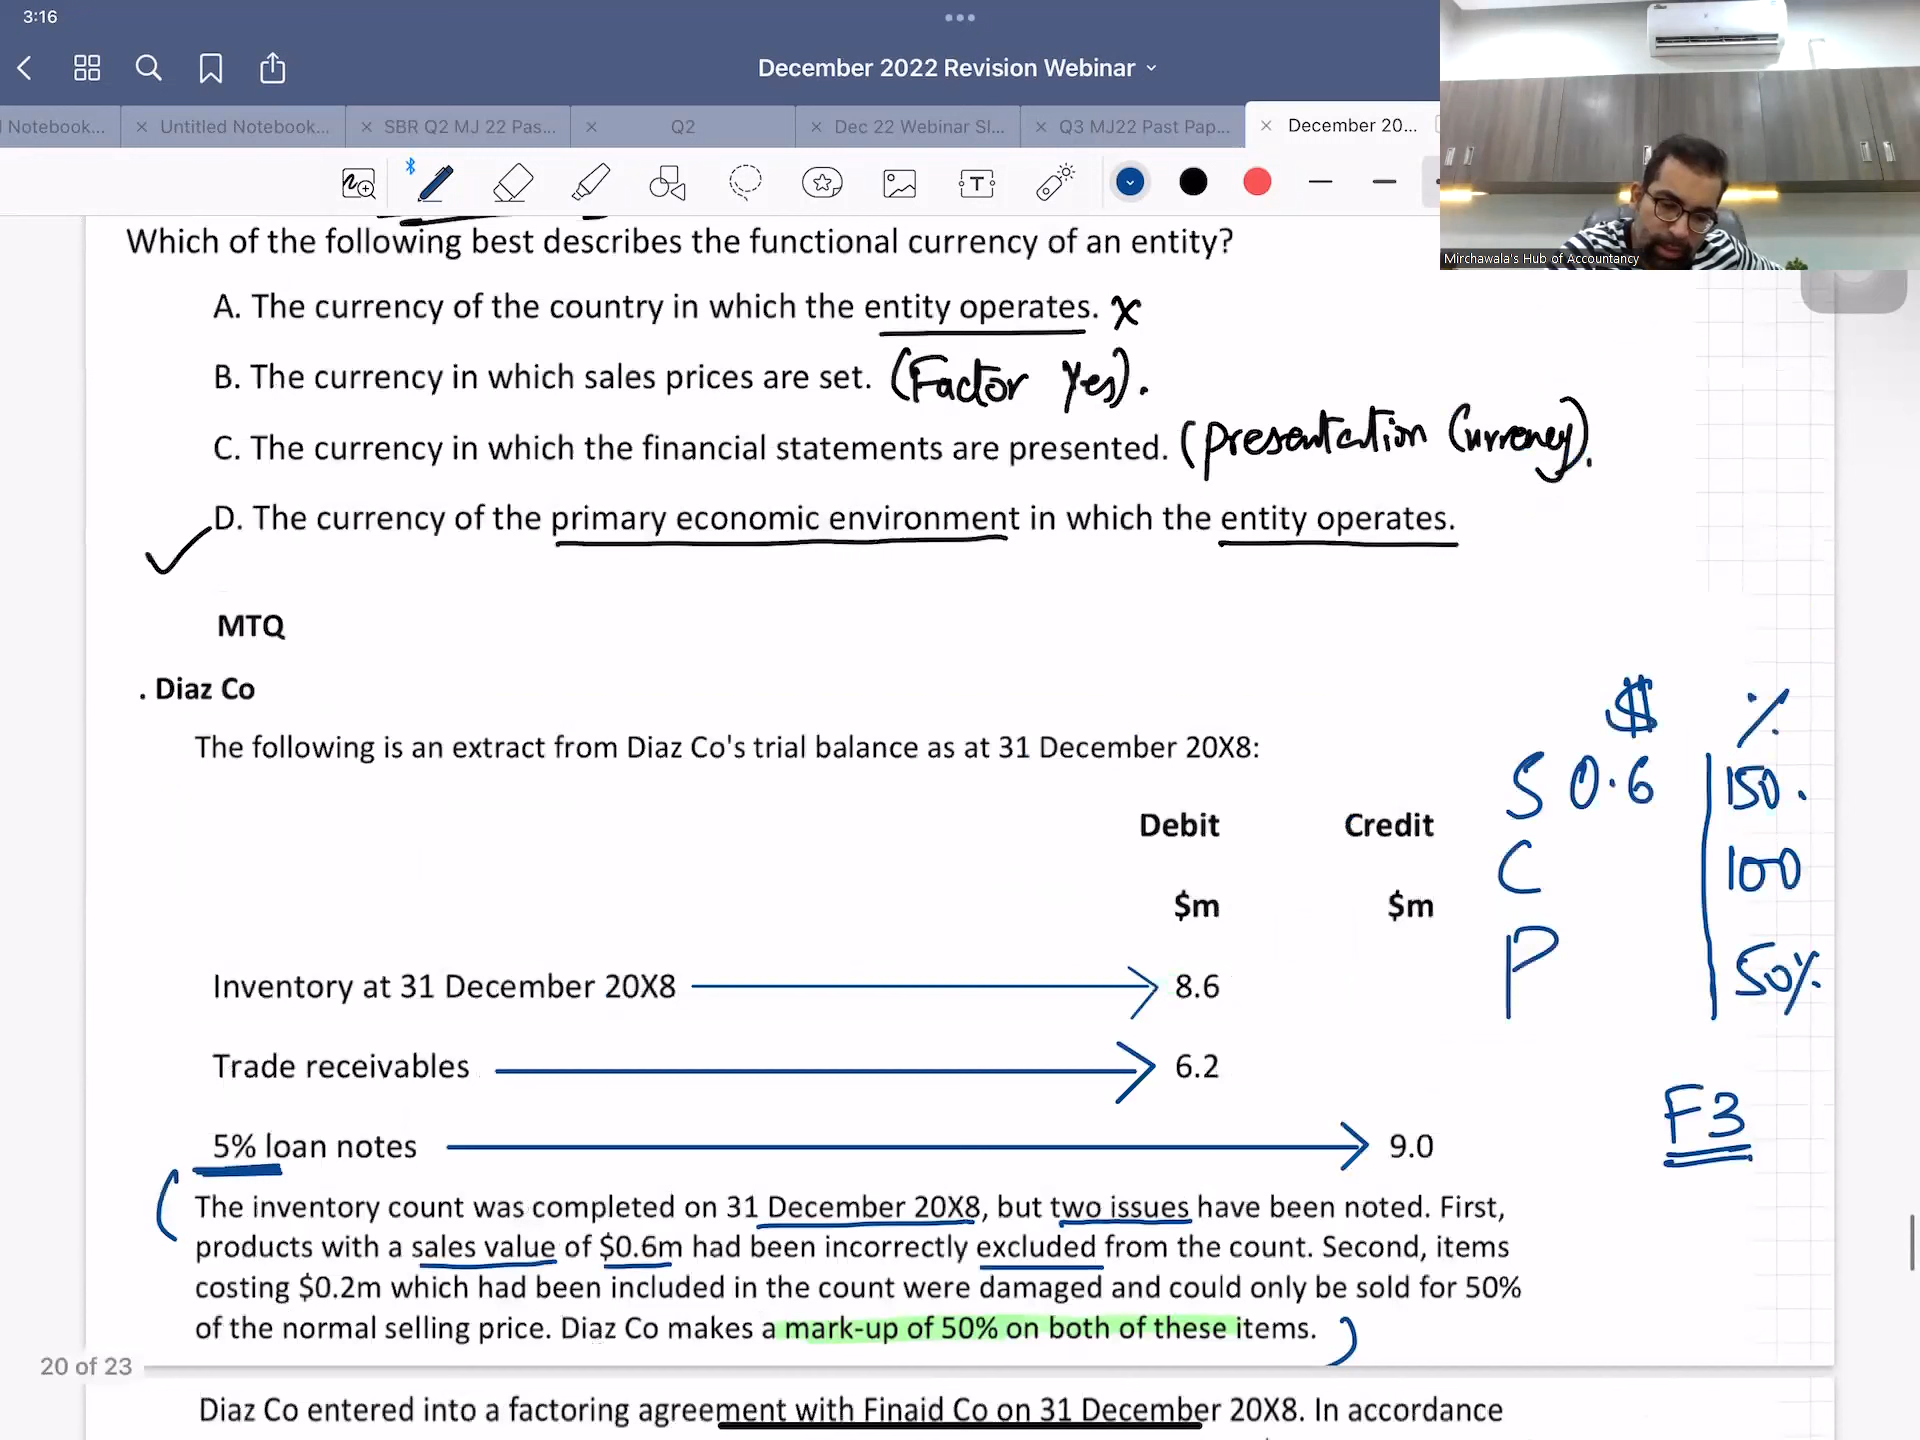 3:16
December 2022 Revision Webinar
l Notebook...
Untitled Notebook...
SBR Q2 MJ 22 Pas...
Q2
Dec 22 Webinar Sl...
Q3 MJ22 Past Pap...
December 20...
T
Mirchawala's Hub of Accountancy
Which of the following best describes the functional currency of an entity?
A. The currency of the country in which the entity operates. x
B. The currency in which sales prices are set. (Factor Yes).
C. The currency in which the financial statements are presented. (presentation Currency).
D. The currency of the primary economic environment in which the entity operates.
MTQ
. Diaz Co
$ %
The following is an extract from Diaz Co's trial balance as at 31 December 20X8:
S 0.6 150.
Debit Credit
C 100
$m $m
P 50%
Inventory at 31 December 20X8 8.6
Trade receivables 6.2
F3
5% loan notes 9.0
The inventory count was completed on 31 December 20X8, but two issues have been noted. First,
products with a sales value of $0.6m had been incorrectly excluded from the count. Second, items
costing $0.2m which had been included in the count were damaged and could only be sold for 50%
of the normal selling price. Diaz Co makes a mark-up of 50% on both of these items.
20 of 23
Diaz Co entered into a factoring agreement with Finaid Co on 31 December 20X8. In accordance